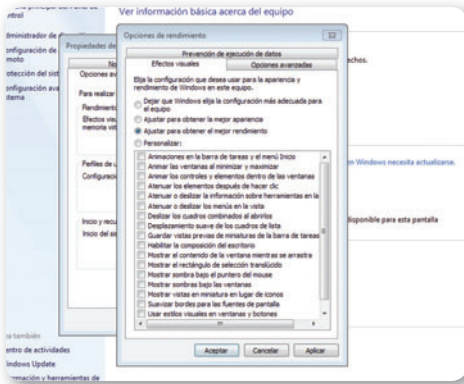 Ver información básica acerca del equipo
ntrol
dministrador de
onfiguración de
moto
otección del sist
onfiguración ava
stema
Propiedades de
No
Opciones av
Para realizar
Rendimiento
Efectos visu
memoria virt
Perfiles de u
Configuració
Inicio y recu
Inicio del sis
Opciones de rendimiento
Prevención de ejecución de datos
Efectos visuales
Opciones avanzadas
Elija la configuración que desea usar para la apariencia y
rendimiento de Windows en este equipo.
Dejar que Windows elija la configuración más adecuada para
el equipo
Ajustar para obtener la mejor apariencia
Ajustar para obtener el mejor rendimiento
Personalizar:
Animaciones en la barra de tareas y el menú Inicio
Animar las ventanas al minimizar y maximizar
Animar los controles y elementos dentro de las ventanas
Atenuar los elementos después de hacer clic
Atenuar o deslizar la información sobre herramientas en la
Atenuar o deslizar los menús en la vista
Deslizar los cuadros combinados al abrirlos
Desplazamiento suave de los cuadros de lista
Guardar vistas previas de miniaturas de la barra de tareas
Habilitar la composición del escritorio
Mostrar el contenido de la ventana mientras se arrastra
Mostrar el rectángulo de selección translúcido
Mostrar sombra bajo el puntero del mouse
Mostrar sombras bajo las ventanas
Mostrar vistas en miniatura en lugar de iconos
Suavizar bordes para las fuentes de pantalla
Usar estilos visuales en ventanas y botones
Aceptar
Cancelar
Aplicar
echos.
en Windows necesita actualizarse.
disponible para esta pantalla
ea también
entro de actividades
indows Update
rmación y herramientas de